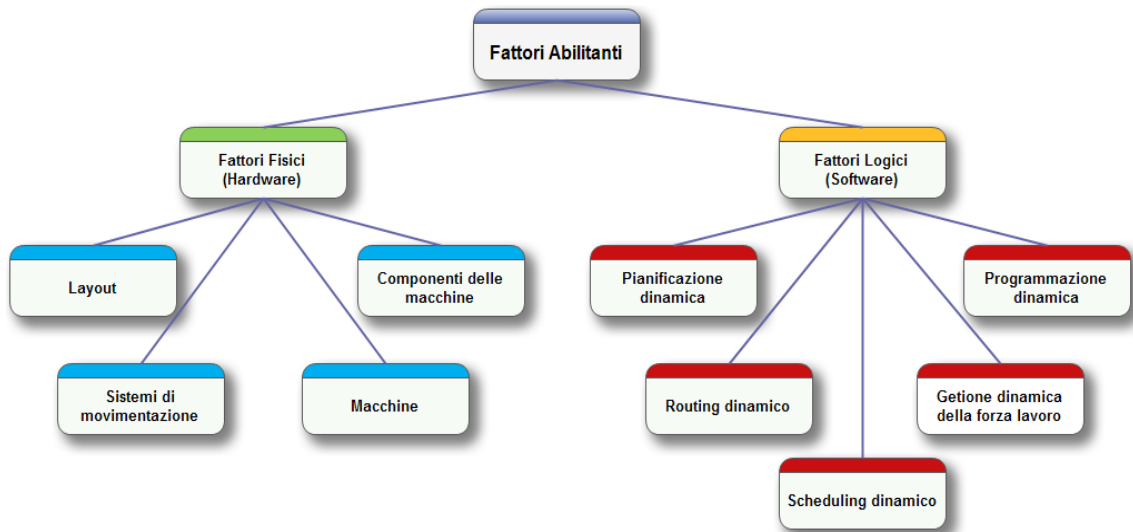 Fattori Abilitanti
Fattori Fisici
(Hardware)
Fattori Logici
(Software)
Layout
Componenti delle
macchine
Pianificazione
dinamica
Programmazione
dinamica
Sistemi di
movimentazione
Macchine
Routing dinamico
Getione dinamica
della forza lavoro
Scheduling dinamico